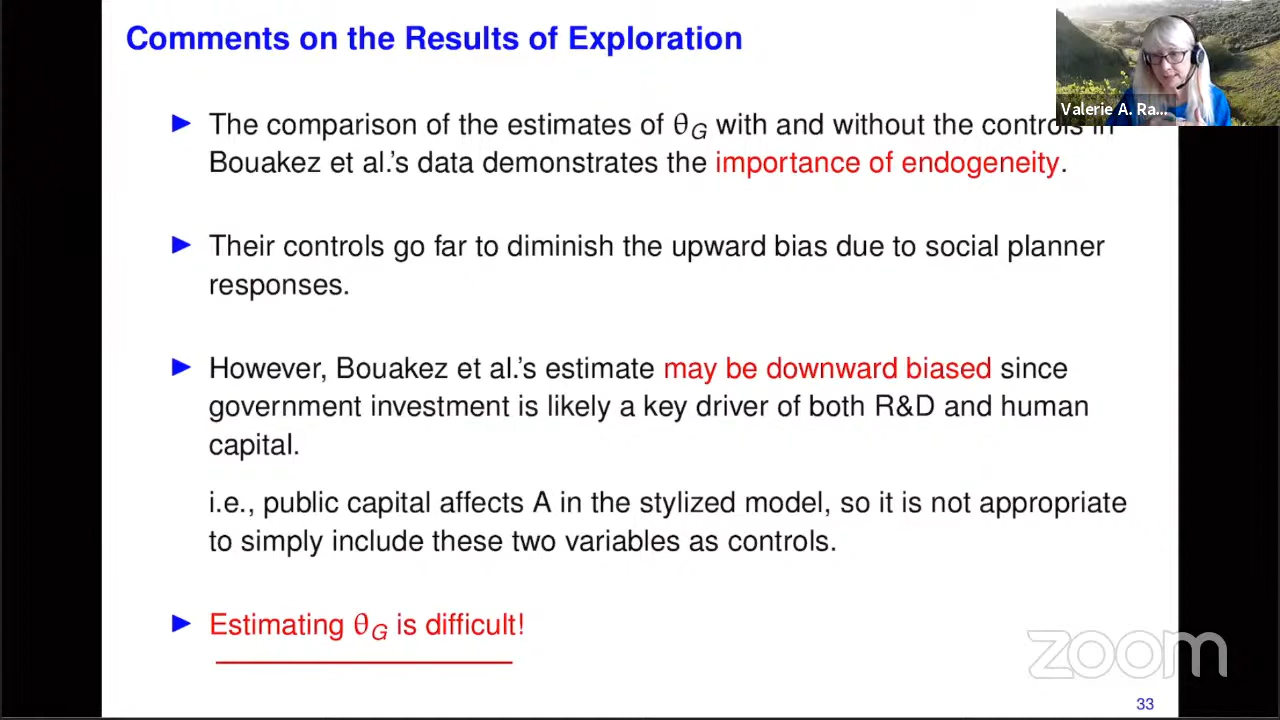 Comments on the Results of Exploration
Valerie A. Ra...
▶ The comparison of the estimates of θG with and without the controls in
Bouakez et al.'s data demonstrates the importance of endogeneity.
▶ Their controls go far to diminish the upward bias due to social planner
responses.
▶ However, Bouakez et al.'s estimate may be downward biased since
government investment is likely a key driver of both R&D and human
capital.
i.e., public capital affects A in the stylized model, so it is not appropriate
to simply include these two variables as controls.
▶ Estimating θG is difficult!
zoom
33